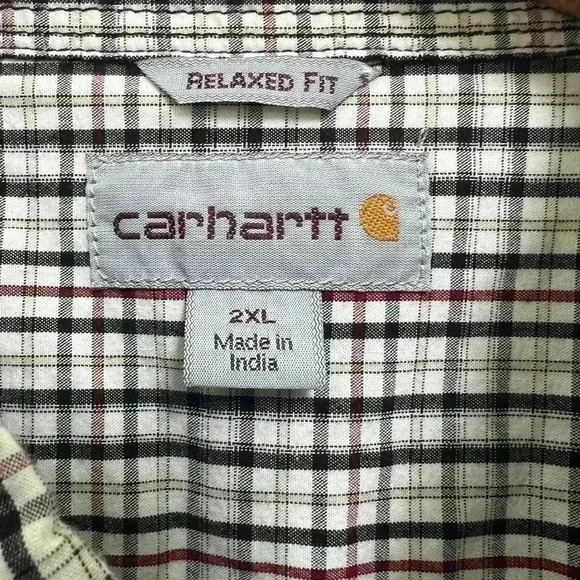 RELAXED FIT
carhartt
2XL
Made in
India